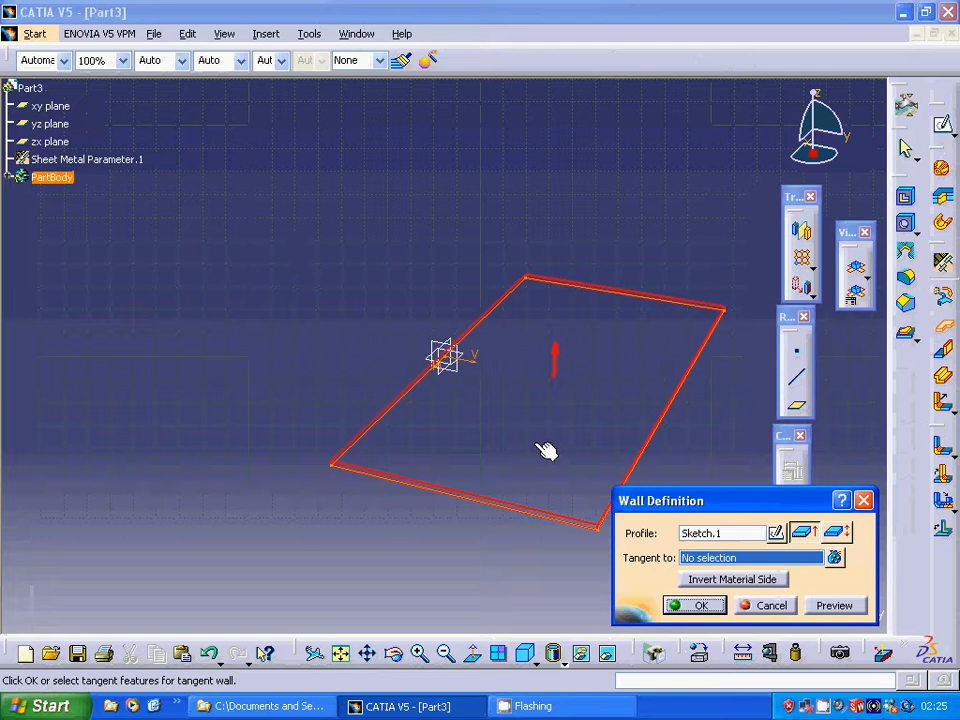 CATIA V5 - [Part3]
Start ENOVIA V5 VPM File Edit View Insert Tools Window Help
Automa 100% Auto Auto Aut Aut None
Part3
xy plane
yz plane
zx plane
Sheet Metal Parameter.1
PartBody
z
y
x
Tr...
Vi...
R...
C...
y
Wall Definition
Profile: Sketch.1
Tangent to: No selection
Invert Material Side
OK Cancel Preview
CATIA
Click OK or select tangent features for tangent wall.
Start C:\Documents and Se... CATIA V5 - [Part3] Flashing 02:25